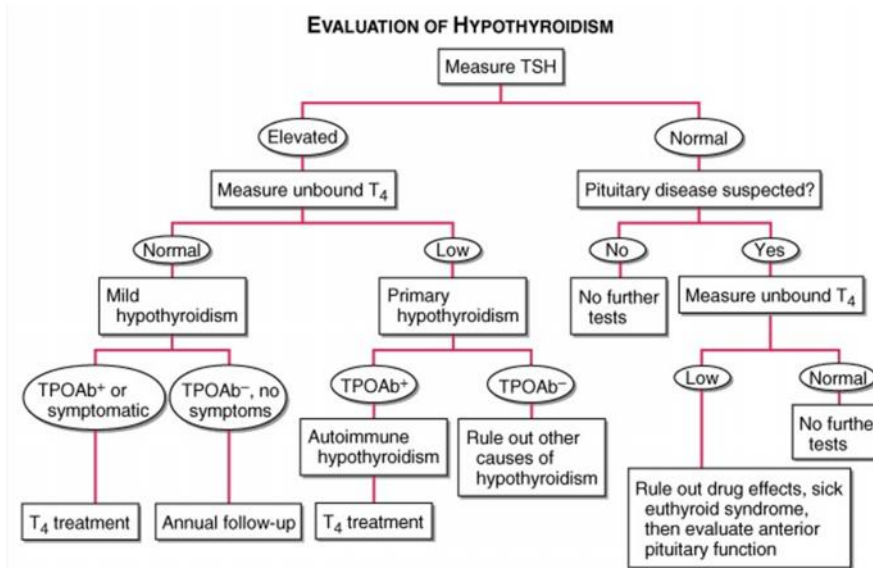 EVALUATION OF HYPOTHYROIDISM
Measure TSH
Elevated
Normal
Measure unbound T4
Pituitary disease suspected?
Normal
Low
No
Yes
Mild
hypothyroidism
Primary
hypothyroidism
No further
tests
Measure unbound T4
TPOAb+ or
symptomatic
TPOAb–, no
symptoms
TPOAb+
TPOAb–
Low
Normal
Autoimmune
hypothyroidism
Rule out other
causes of
hypothyroidism
No further
tests
T4 treatment
Annual follow-up
T4 treatment
Rule out drug effects, sick
euthyroid syndrome,
then evaluate anterior
pituitary function